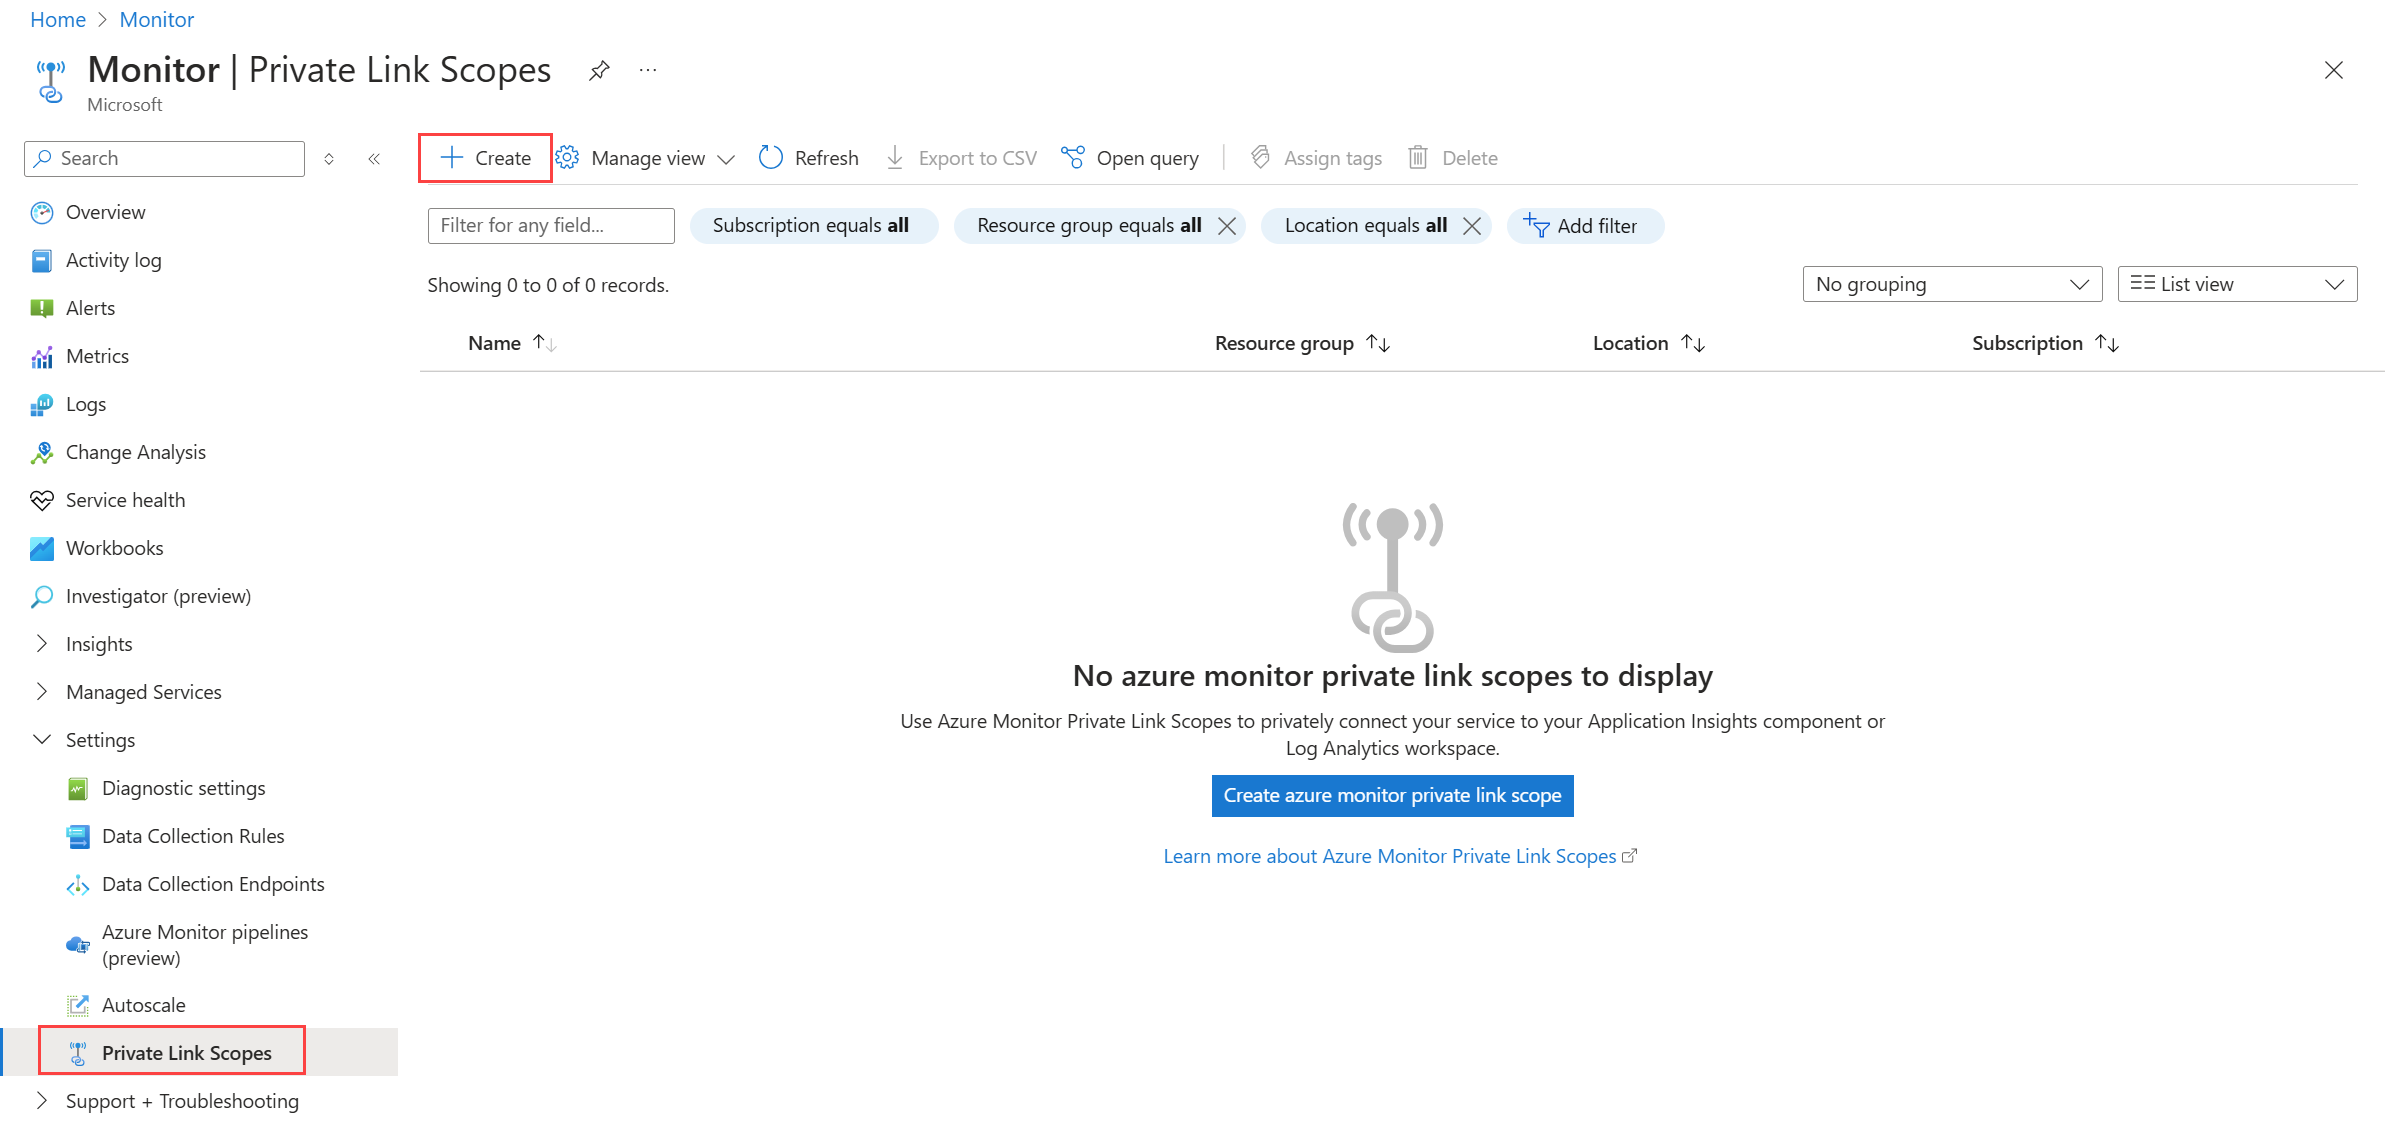 Home > Monitor
Monitor | Private Link Scopes ...
Microsoft
Search
Create
Manage view
Refresh
Export to CSV
Open query
Assign tags
Delete
Overview
Activity log
Alerts
Metrics
Logs
Change Analysis
Service health
Workbooks
Investigator (preview)
Insights
Managed Services
Settings
Diagnostic settings
Data Collection Rules
Data Collection Endpoints
Azure Monitor pipelines
(preview)
Autoscale
Private Link Scopes
Support + Troubleshooting
Filter for any field...
Subscription equals all
Resource group equals all
Location equals all
Add filter
Showing 0 to 0 of 0 records.
No grouping
List view
Name
Resource group
Location
Subscription
No azure monitor private link scopes to display
Use Azure Monitor Private Link Scopes to privately connect your service to your Application Insights component or
Log Analytics workspace.
Create azure monitor private link scope
Learn more about Azure Monitor Private Link Scopes